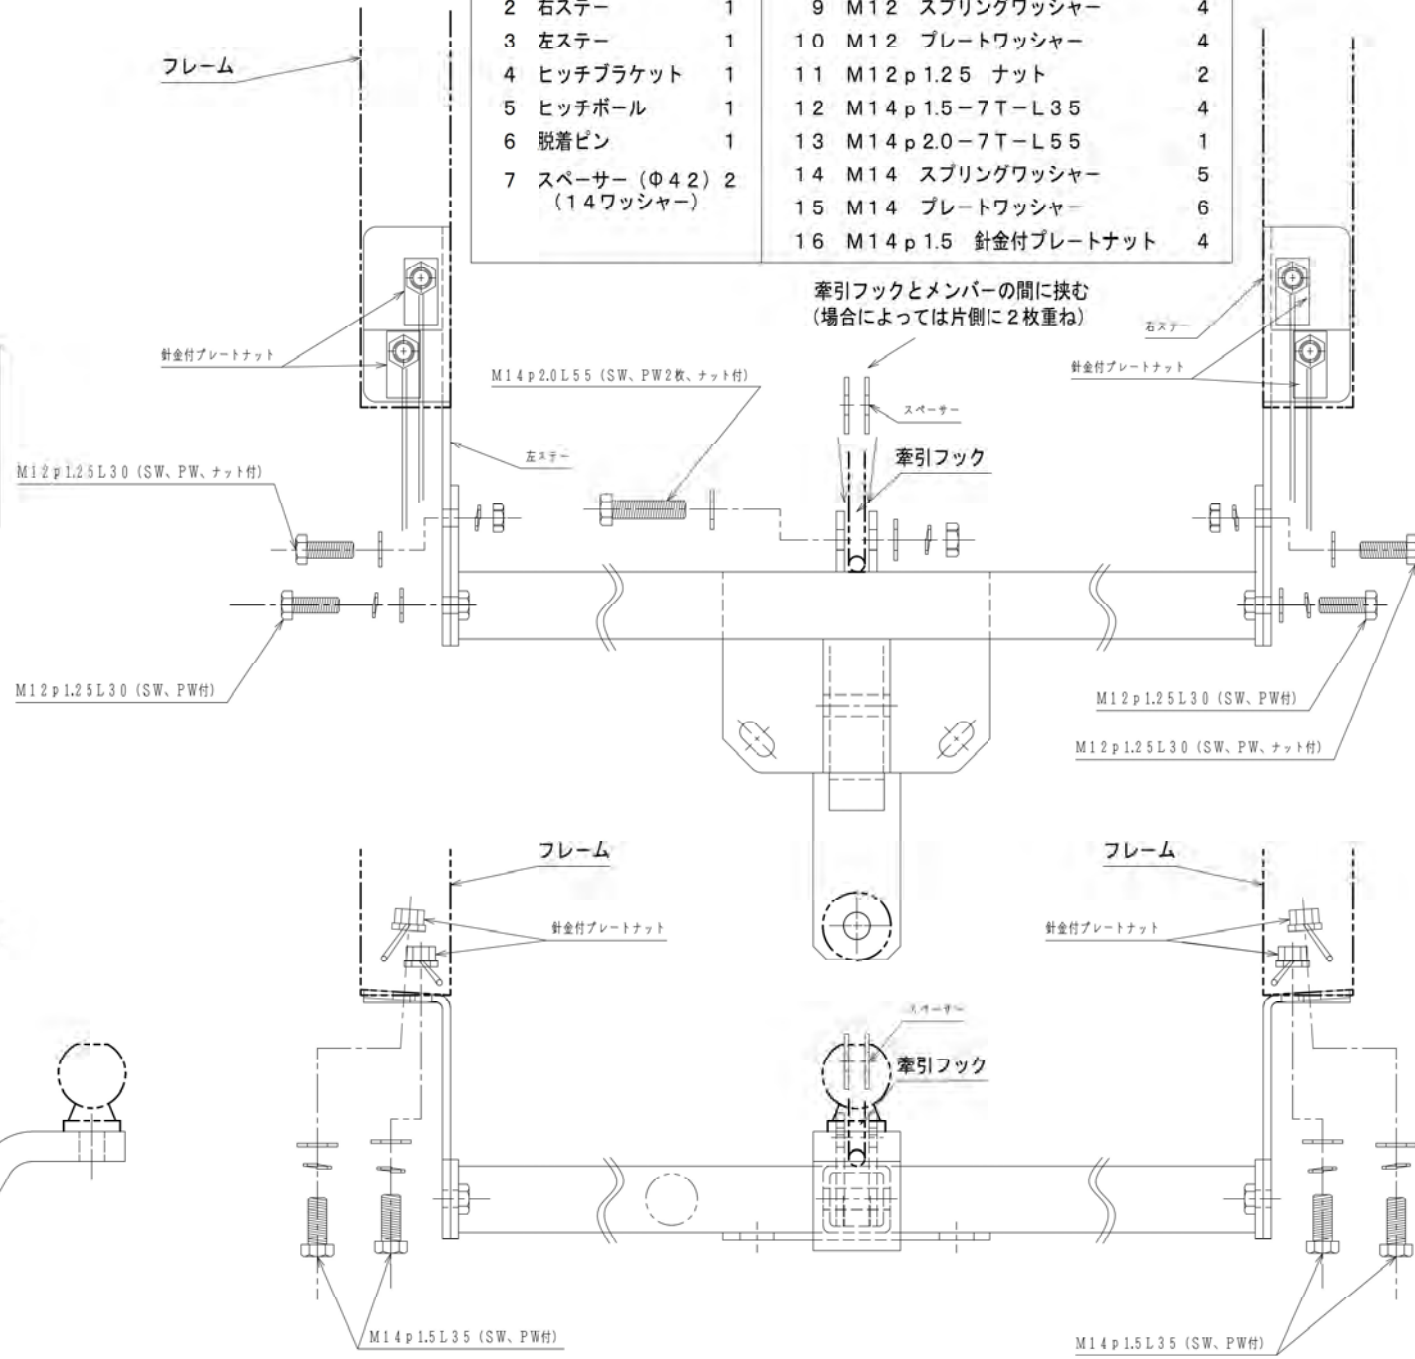 2 右ステー 1
3 左ステー 1
4 ヒッチブラケット 1
5 ヒッチボール 1
6 脱着ピン 1
7 スペーサー (Φ42) 2
(14ワッシャー)
9 M12 スプリングワッシャー 4
10 M12 プレートワッシャー 4
11 M12p1.25 ナット 2
12 M14p1.5-7T-L35 4
13 M14p2.0-7T-L55 1
14 M14 スプリングワッシャー 5
15 M14 プレートワッシャー 6
16 M14p1.5 針金付プレートナット 4
フレーム
牽引フックとメンバーの間に挟む
(場合によっては片側に2枚重ね)
右ステー
針金付プレートナット
針金付プレートナット
M14p2.0L55 (SW、PW2枚、ナット付)
スペーサー
牽引フック
左ステー
M12p1.25L30 (SW、PW、ナット付)
M12p1.25L30 (SW、PW付)
M12p1.25L30 (SW、PW付)
M12p1.25L30 (SW、PW、ナット付)
フレーム
フレーム
針金付プレートナット
針金付プレートナット
スペーサー
牽引フック
M14p1.5L35 (SW、PW付)
M14p1.5L35 (SW、PW付)